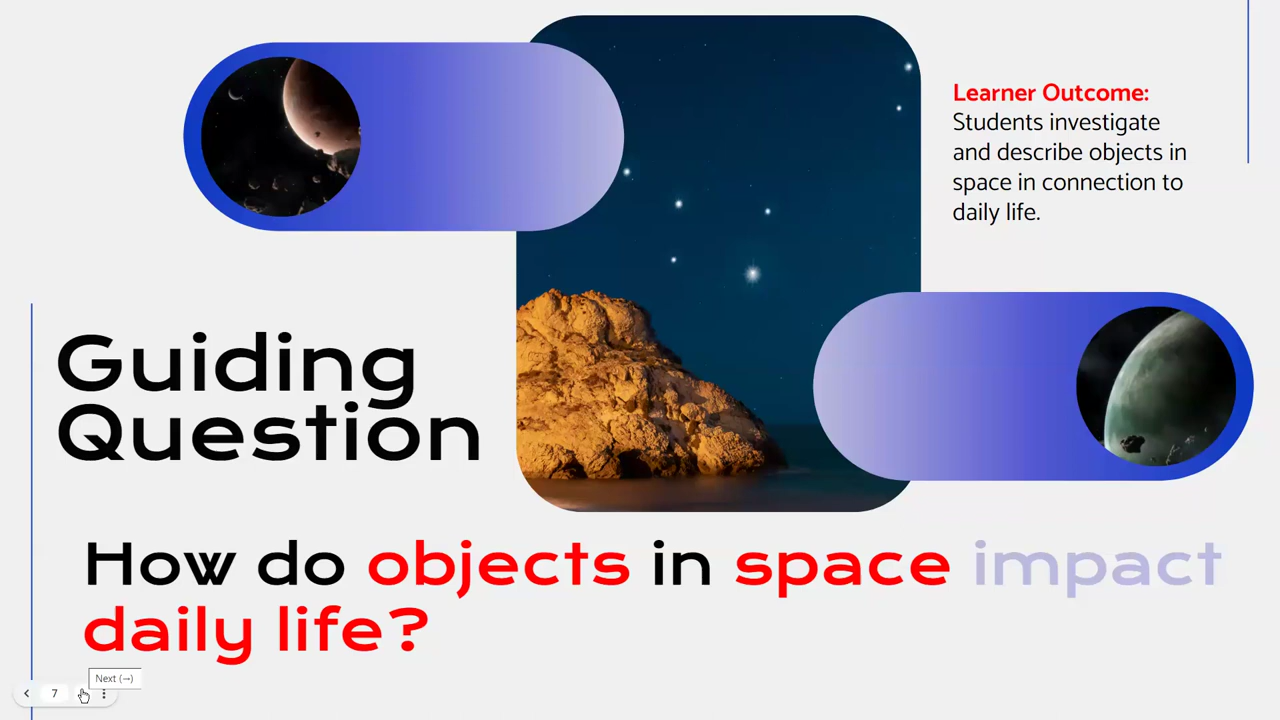 Learner Outcome:
Students investigate
and describe objects in
space in connection to
daily life.
Guiding
Question
How do objects in space impact
daily life?
Next (→)
7